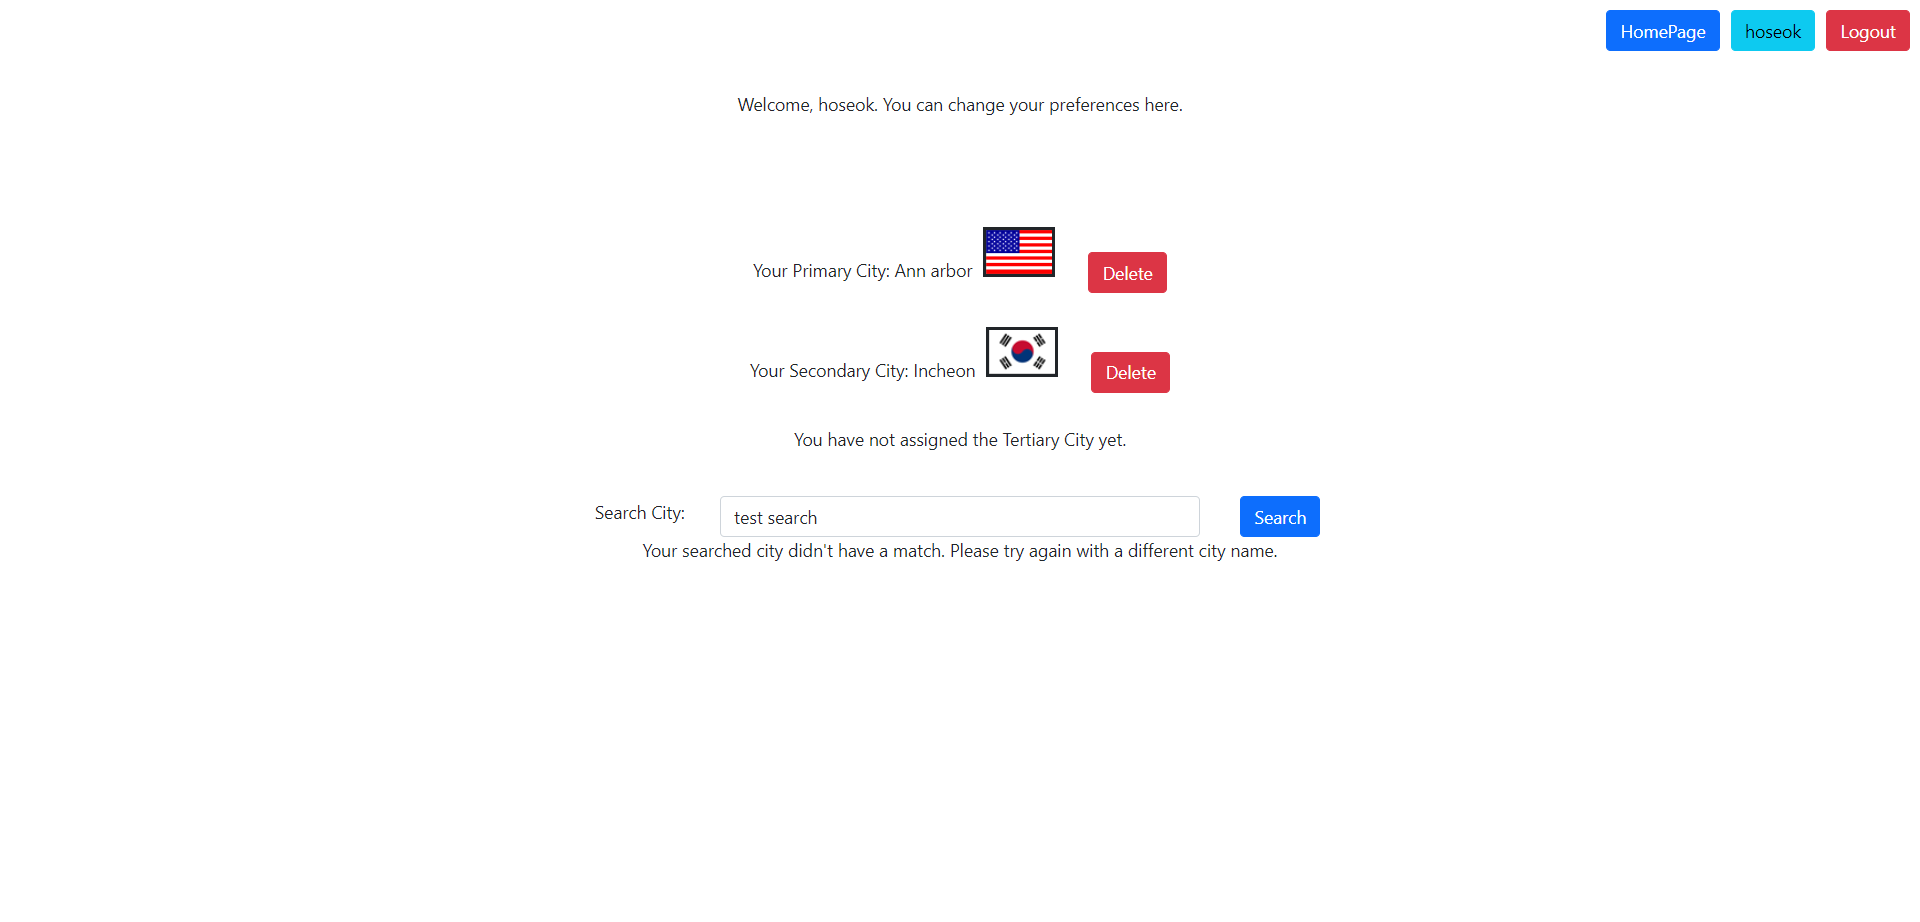 HomePage hoseok Logout
Welcome, hoseok. You can change your preferences here.
Your Primary City: Ann arbor Delete
Your Secondary City: Incheon Delete
You have not assigned the Tertiary City yet.
Search City: test search Search
Your searched city didn't have a match. Please try again with a different city name.